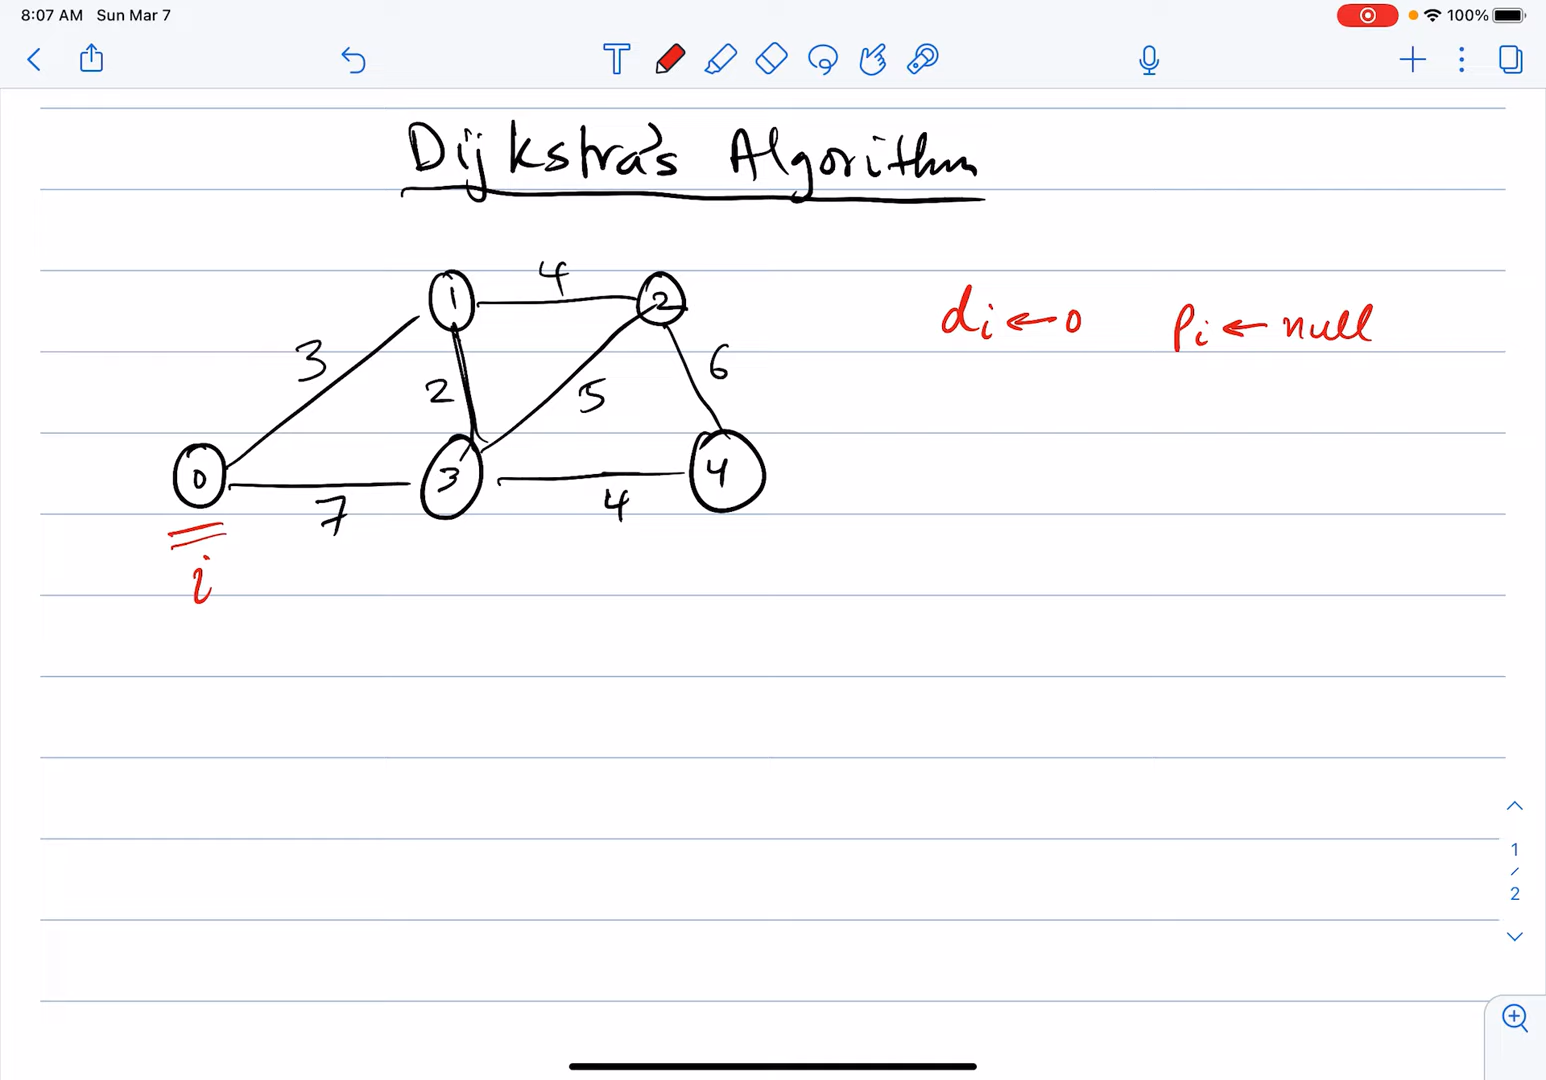 8:07 AM Sun Mar 7 100%
T
Dijkstra's Algorithm
1 4 2
di ← 0 Pi ← null
3 2 5 6
0 7 3 4 4
i
1
/
2